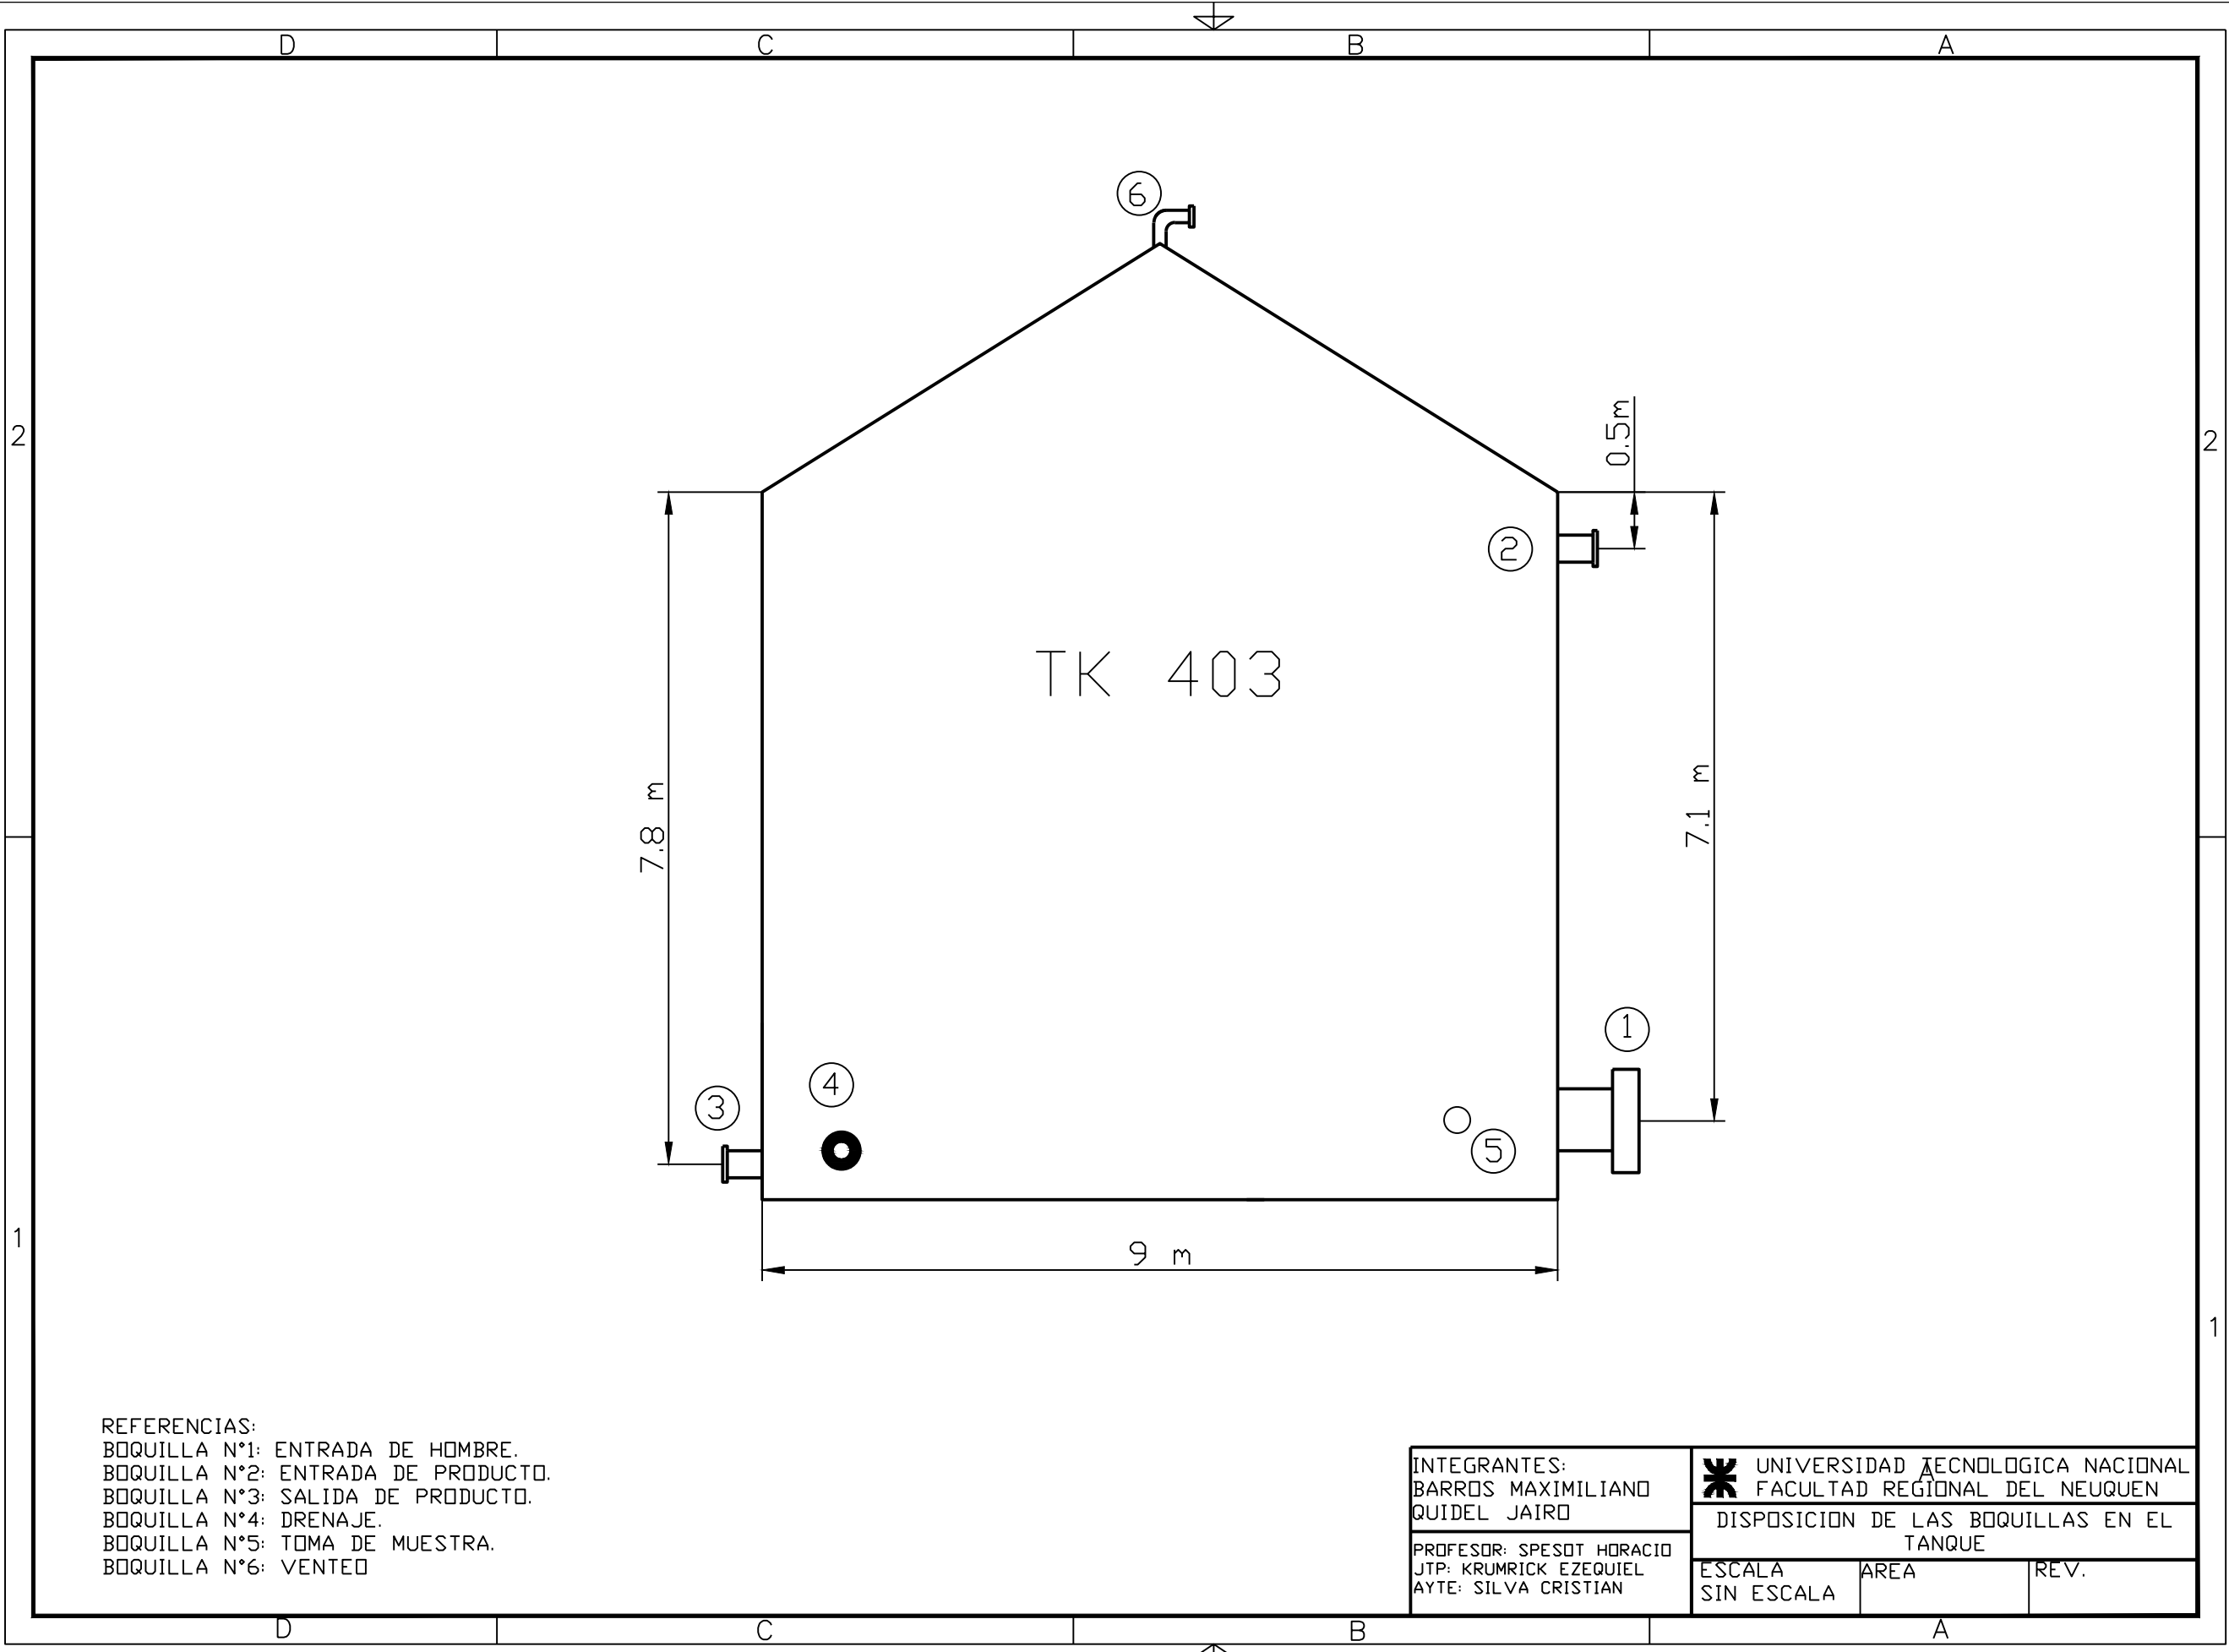 D C B A
6
0.5m
2 2
2
TK 403
7.8 m
7.1 m
1
4
3
5
1
9 m
1
REFERENCIAS:
BOQUILLA N°1: ENTRADA DE HOMBRE.
BOQUILLA N°2: ENTRADA DE PRODUCTO.
BOQUILLA N°3: SALIDA DE PRODUCTO.
BOQUILLA N°4: DRENAJE.
BOQUILLA N°5: TOMA DE MUESTRA.
BOQUILLA N°6: VENTEO
INTEGRANTES:
BARROS MAXIMILIANO
QUIDEL JAIRO
PROFESOR: SPESOT HORACIO
JTP: KRUMRICK EZEQUIEL
AYTE: SILVA CRISTIAN
UNIVERSIDAD TECNOLOGICA NACIONAL
A
FACULTAD REGIONAL DEL NEUQUEN
DISPOSICION DE LAS BOQUILLAS EN EL
TANQUE
ESCALA
SIN ESCALA
AREA
REV.
D C B A